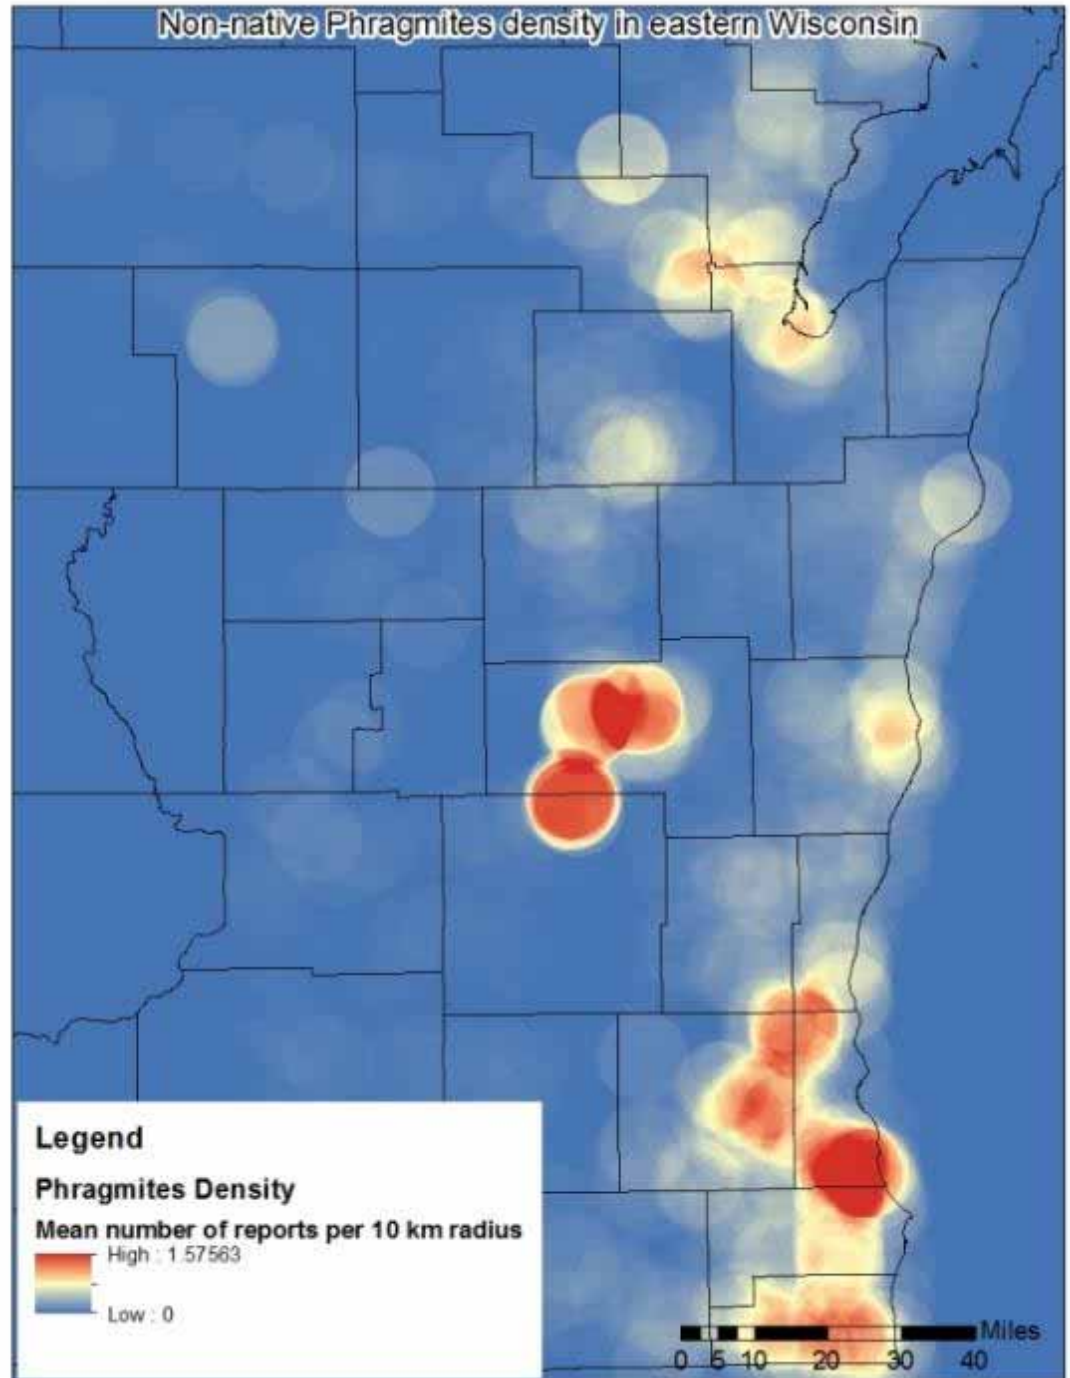 Non-native Phragmites density in eastern Wisconsin
Legend
Phragmites Density
Mean number of reports per 10 km radius
High : 1.57563
Low : 0
Miles
0 5 10 20 30 40